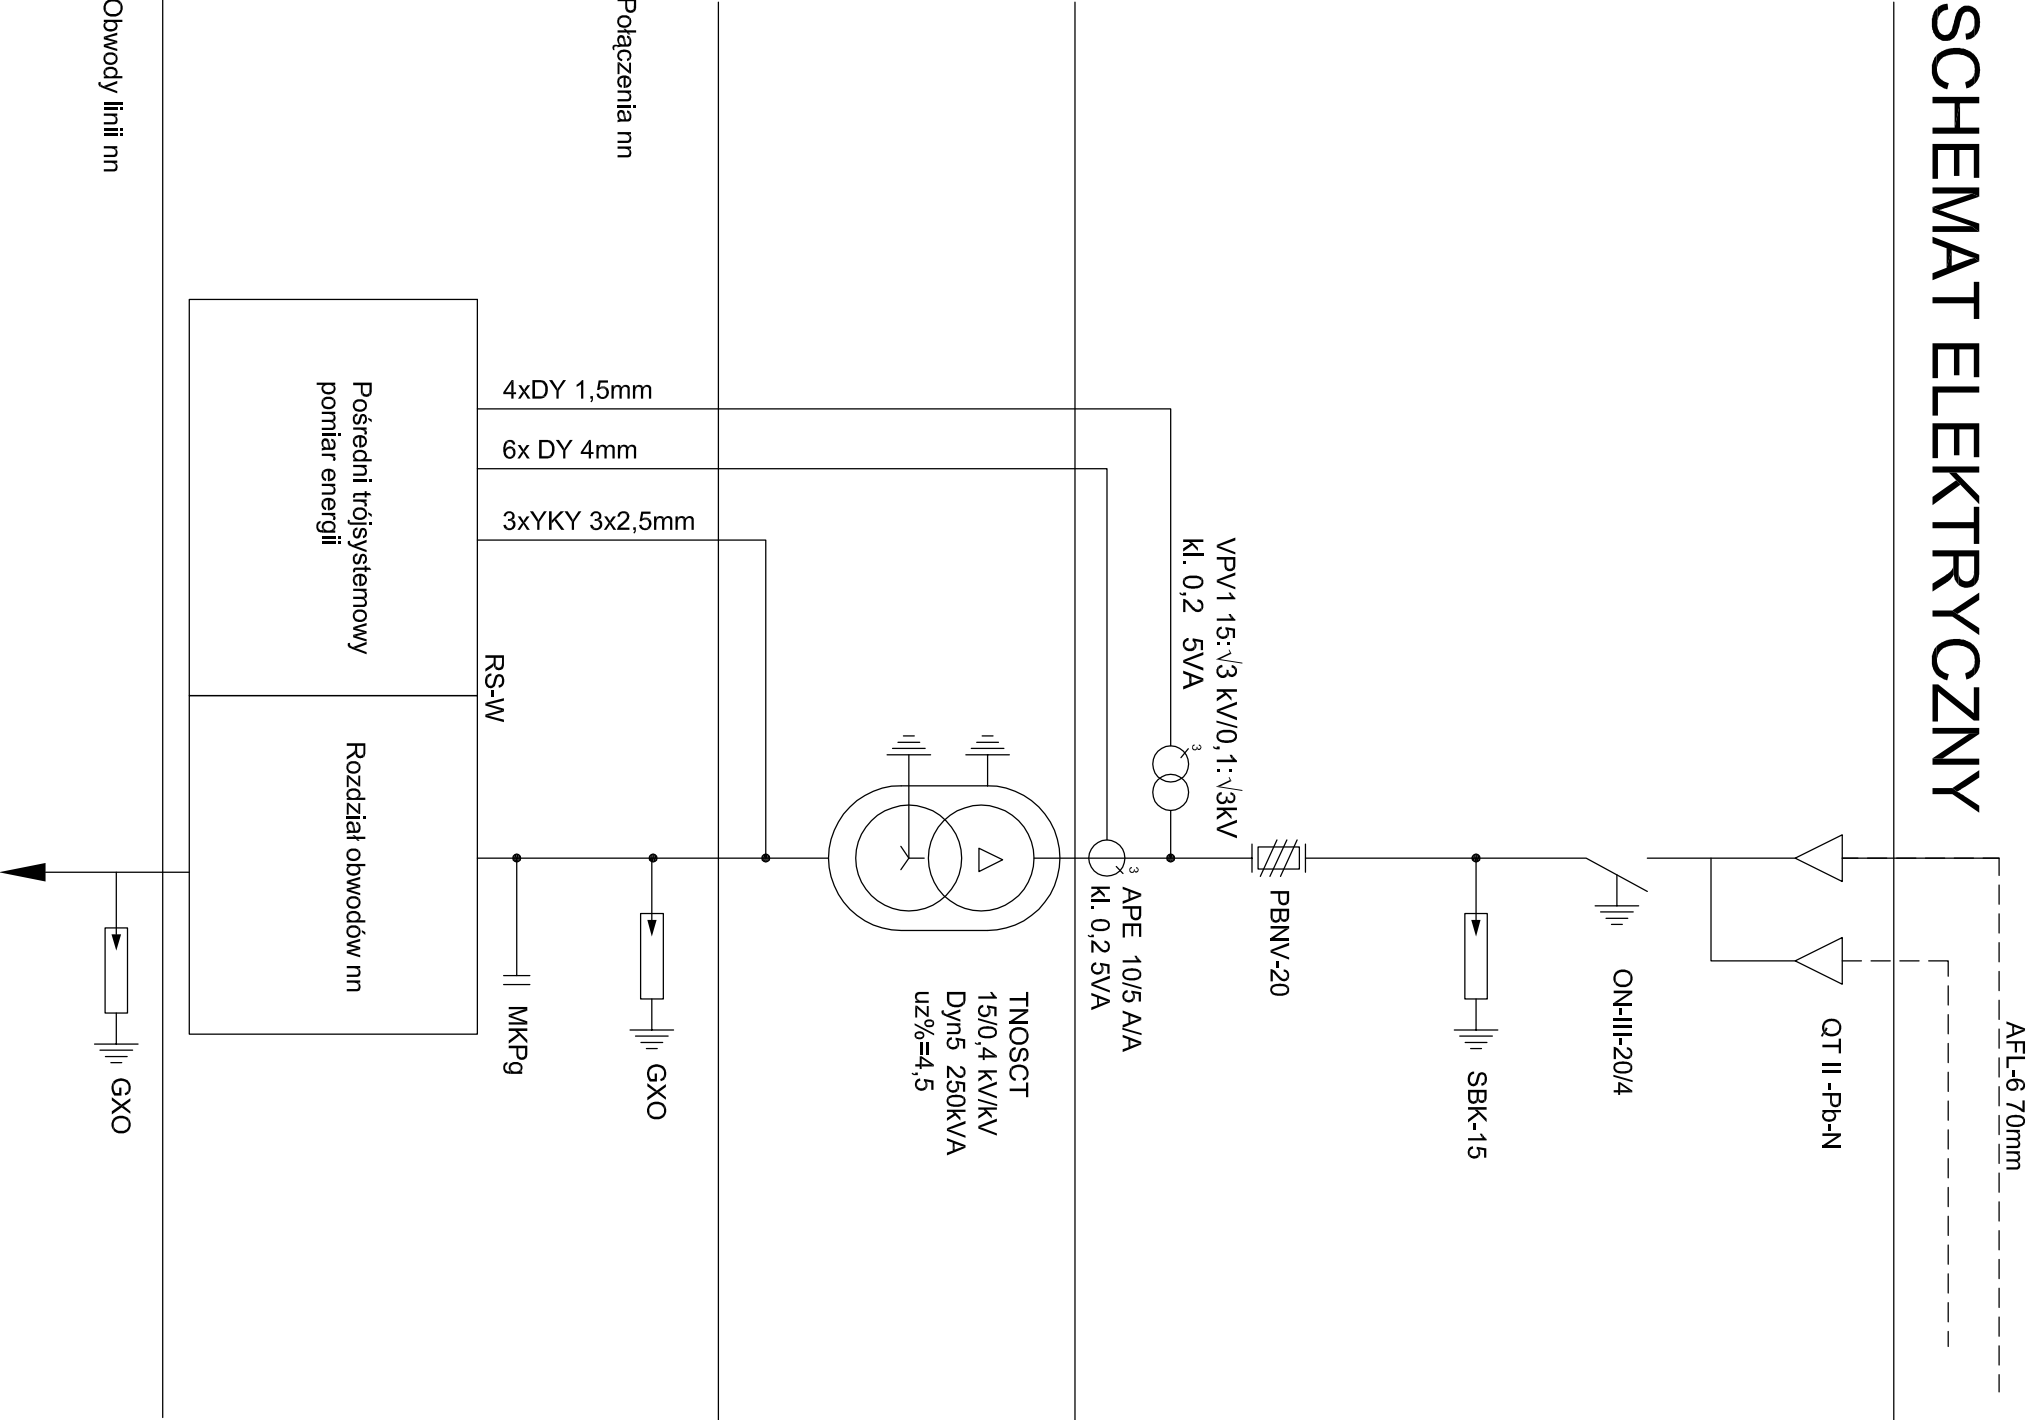 SCHEMAT ELEKTRYCZNY
AFL-6 70mm
QT II -Pb-N
ON-III-20/4
SBK-15
PBNV-20
VPV1 15:√3 kV/0,1:√3kV
kl. 0,2 5VA
3
3
APE 10/5 A/A
kl. 0,2 5VA
TNOSCT
15/0,4 kV/kV
Dyn5 250kVA
uz%=4,5
Połączenia nn
4xDY 1,5mm
6x DY 4mm
3xYKY 3x2,5mm
GXO
MKPg
RS-W
Pośredni trójsystemowy
pomiar energii
Rozdział obwodów nn
Obwody linii nn
GXO